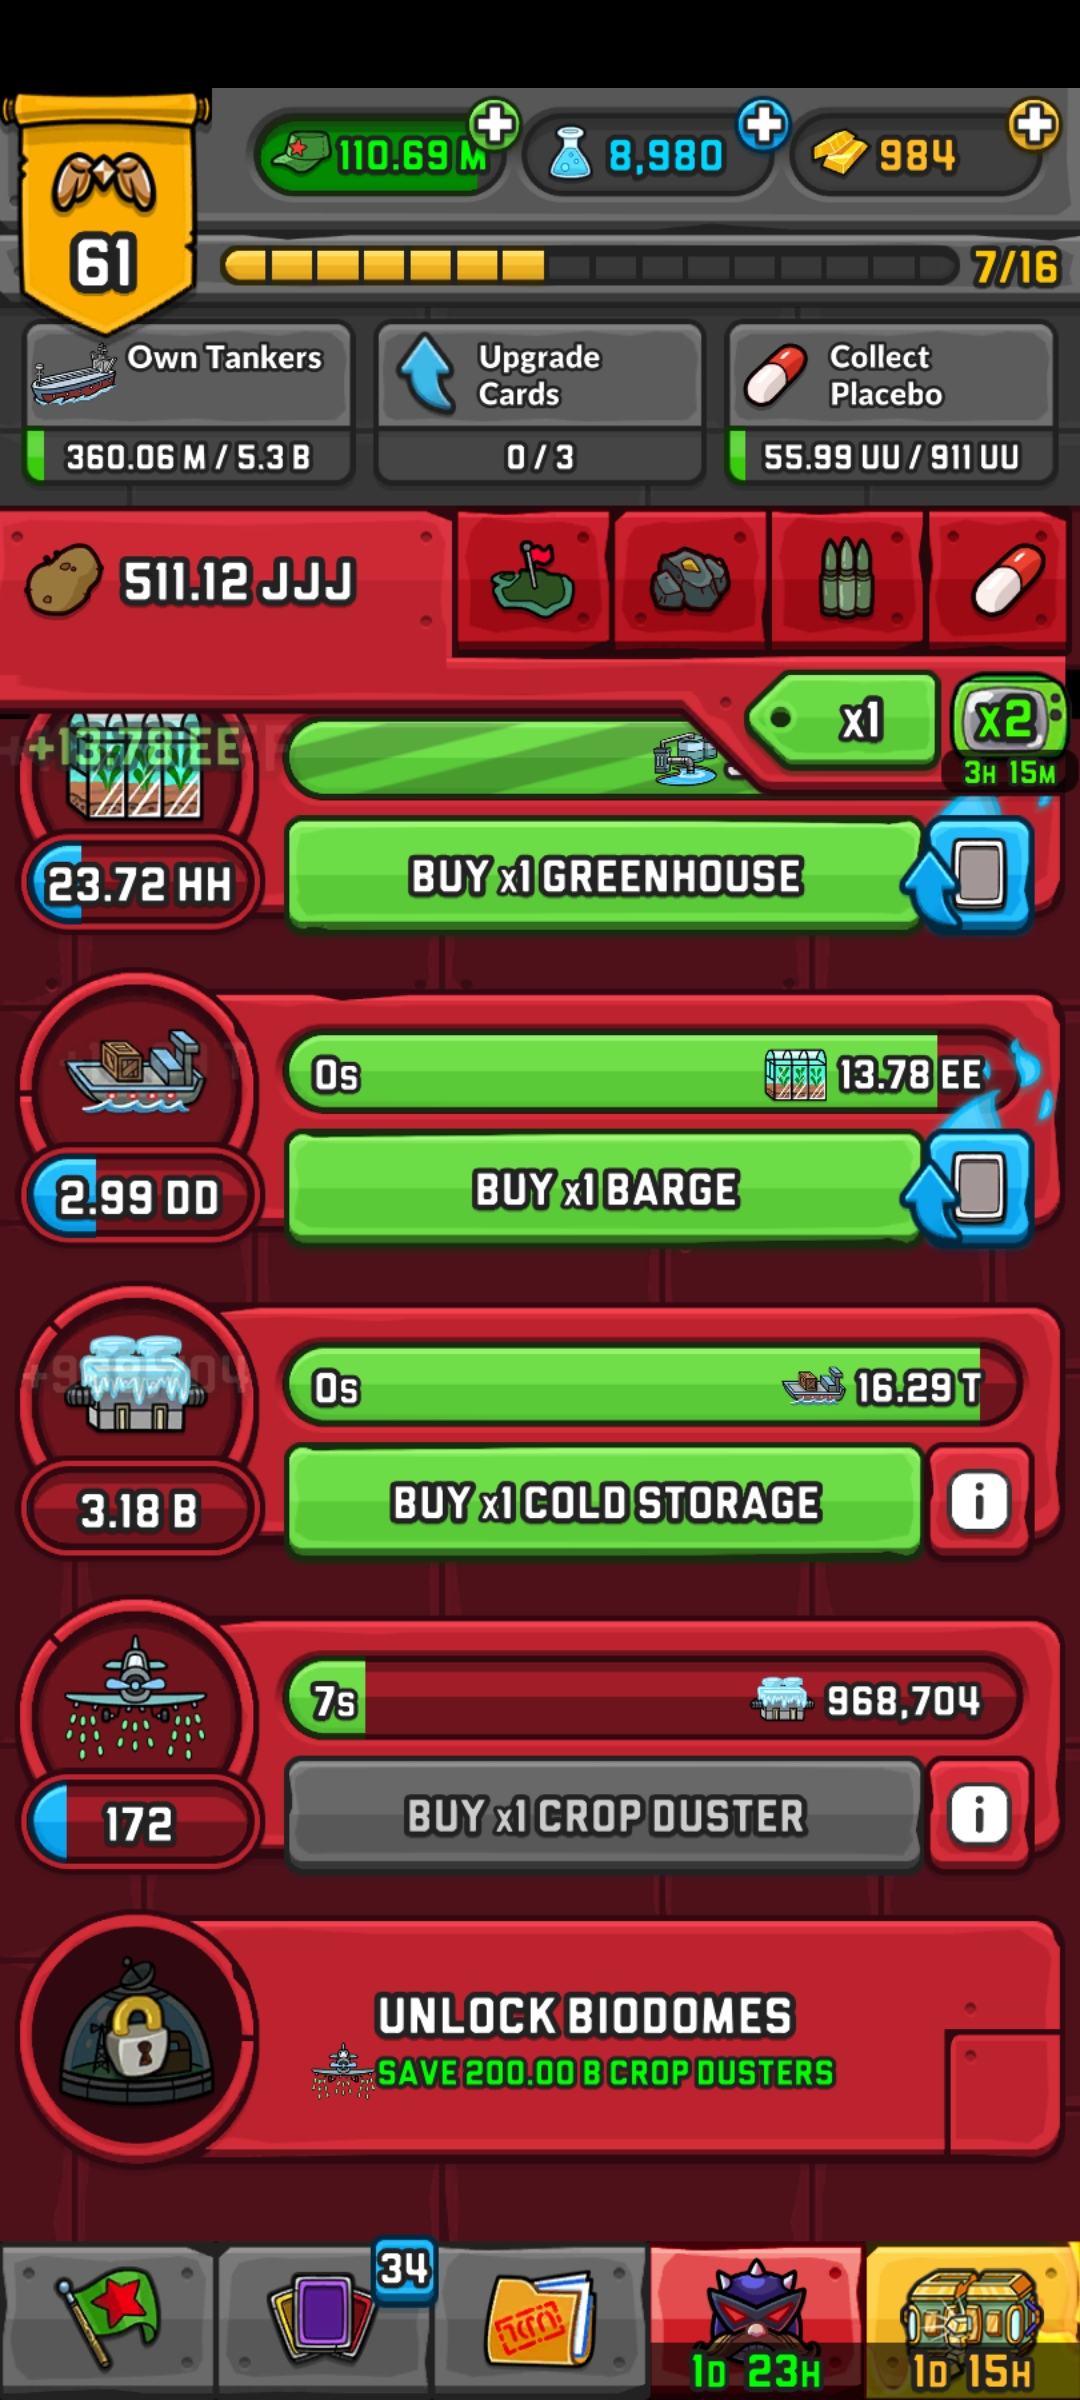 110.69 M
8,980
984
61
7/16
Own Tankers
360.06 M / 5.3 B
Upgrade
Cards
0 / 3
Collect
Placebo
55.99 UU / 911 UU
511.12 JJJ
x1
x2
3H 15M
+13.78 EE
23.72 HH
BUY x1 GREENHOUSE
0s
13.78 EE
2.99 DD
BUY x1 BARGE
0s
16.29 T
3.18 B
BUY x1 COLD STORAGE
i
7s
968,704
172
BUY x1 CROP DUSTER
i
UNLOCK BIODOMES
SAVE 200.00 B CROP DUSTERS
34
1D 23H
1D 15H